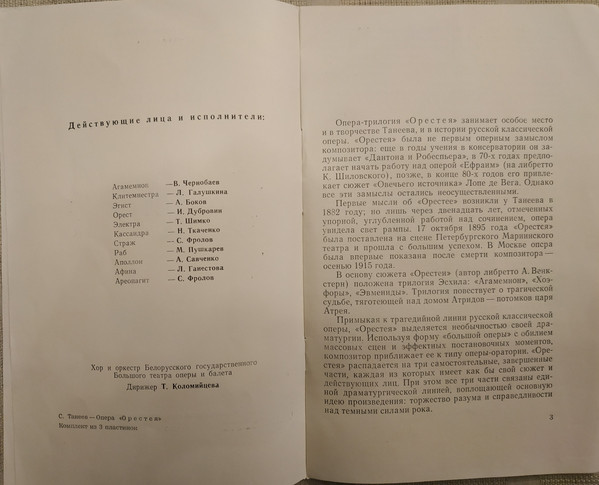 Действующие лица и исполнители:
Агамемнон — В. Чернобаев
Клитемнестра — Л. Галушкина
Эгист — А. Боков
Орест — И. Дубровин
Электра — Т. Шимко
Кассандра — Н. Ткаченко
Страж — С. Фролов
Раб — М. Пушкарев
Аполлон — А. Савченко
Афина — Л. Ганестова
Ареопагит — С. Фролов
Хор и оркестр Белорусского государственного
Большого театра оперы и балета
Дирижер Т. Коломийцева
С. Танеев — Опера «Орестея»
Комплект из 3 пластинок
Опера-трилогия «Орестея» занимает особое место
и в творчестве Танеева, и в истории русской классической
оперы. «Орестея» была не первым оперным замыслом
композитора: еще в годы учения в консерватории он за-
думывает «Дантона и Робеспьера», в 70-х годах предпо-
лагает начать работу над оперой «Ефраим» (на либретто
К. Шиловского), позже, в конце 80-х годов его привле-
кает сюжет «Овечьего источника» Лопе де Вега. Однако
все эти замыслы остались неосуществленными.
Первые мысли об «Орестее» возникли у Танеева в
1882 году; но лишь через двенадцать лет, отмеченных
упорной, углубленной работой над сочинением, опера
увидела свет рампы. 17 октября 1895 года «Орестея»
была поставлена на сцене Петербургского Мариинского
театра и прошла с большим успехом. В Москве опера
была впервые показана после смерти композитора —
осенью 1915 года.
В основу сюжета «Орестеи» (автор либретто А. Венк-
стерн) положена трилогия Эсхила: «Агамемнон», «Хоэ-
форы», «Эвмениды». Трилогия повествует о трагической
судьбе, тяготеющей над домом Атридов — потомков царя
Атрея.
Примыкая к трагедийной линии русской классической
оперы, «Орестея» выделяется необычностью своей дра-
матургии. Используя форму «большой оперы» с обилием
массовых сцен и эффектных постановочных моментов,
композитор приближает ее к типу оперы-оратории. «Оре-
стея» распадается на три самостоятельные, завершенные
части, каждая из которых имеет как бы свой сюжет и
действующих лиц. При этом все три части связаны еди-
ной драматургической линией, воплощающей основную
идею произведения: торжество разума и справедливости
над темными силами рока.
3